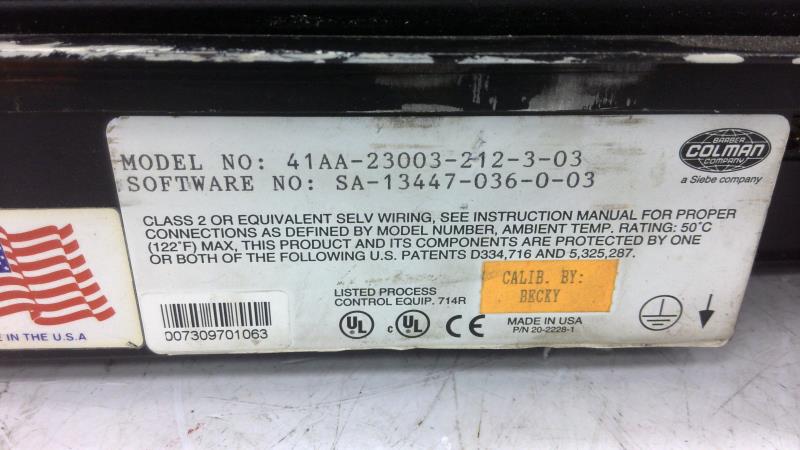 MODEL NO: 41AA-23003-212-3-03
SOFTWARE NO: SA-13447-036-0-03
BARBER
COLMAN
COMPANY
a Siebe company
CLASS 2 OR EQUIVALENT SELV WIRING, SEE INSTRUCTION MANUAL FOR PROPER
CONNECTIONS AS DEFINED BY MODEL NUMBER, AMBIENT TEMP. RATING: 50°C
(122°F) MAX, THIS PRODUCT AND ITS COMPONENTS ARE PROTECTED BY ONE
OR BOTH OF THE FOLLOWING U.S. PATENTS D334,716 AND 5,325,287.
CALIB. BY:
BECKY
LISTED PROCESS
CONTROL EQUIP. 714R
UL
c UL
CE
MADE IN USA
P/N 20-2228-1
007309701063
IN THE U.S.A